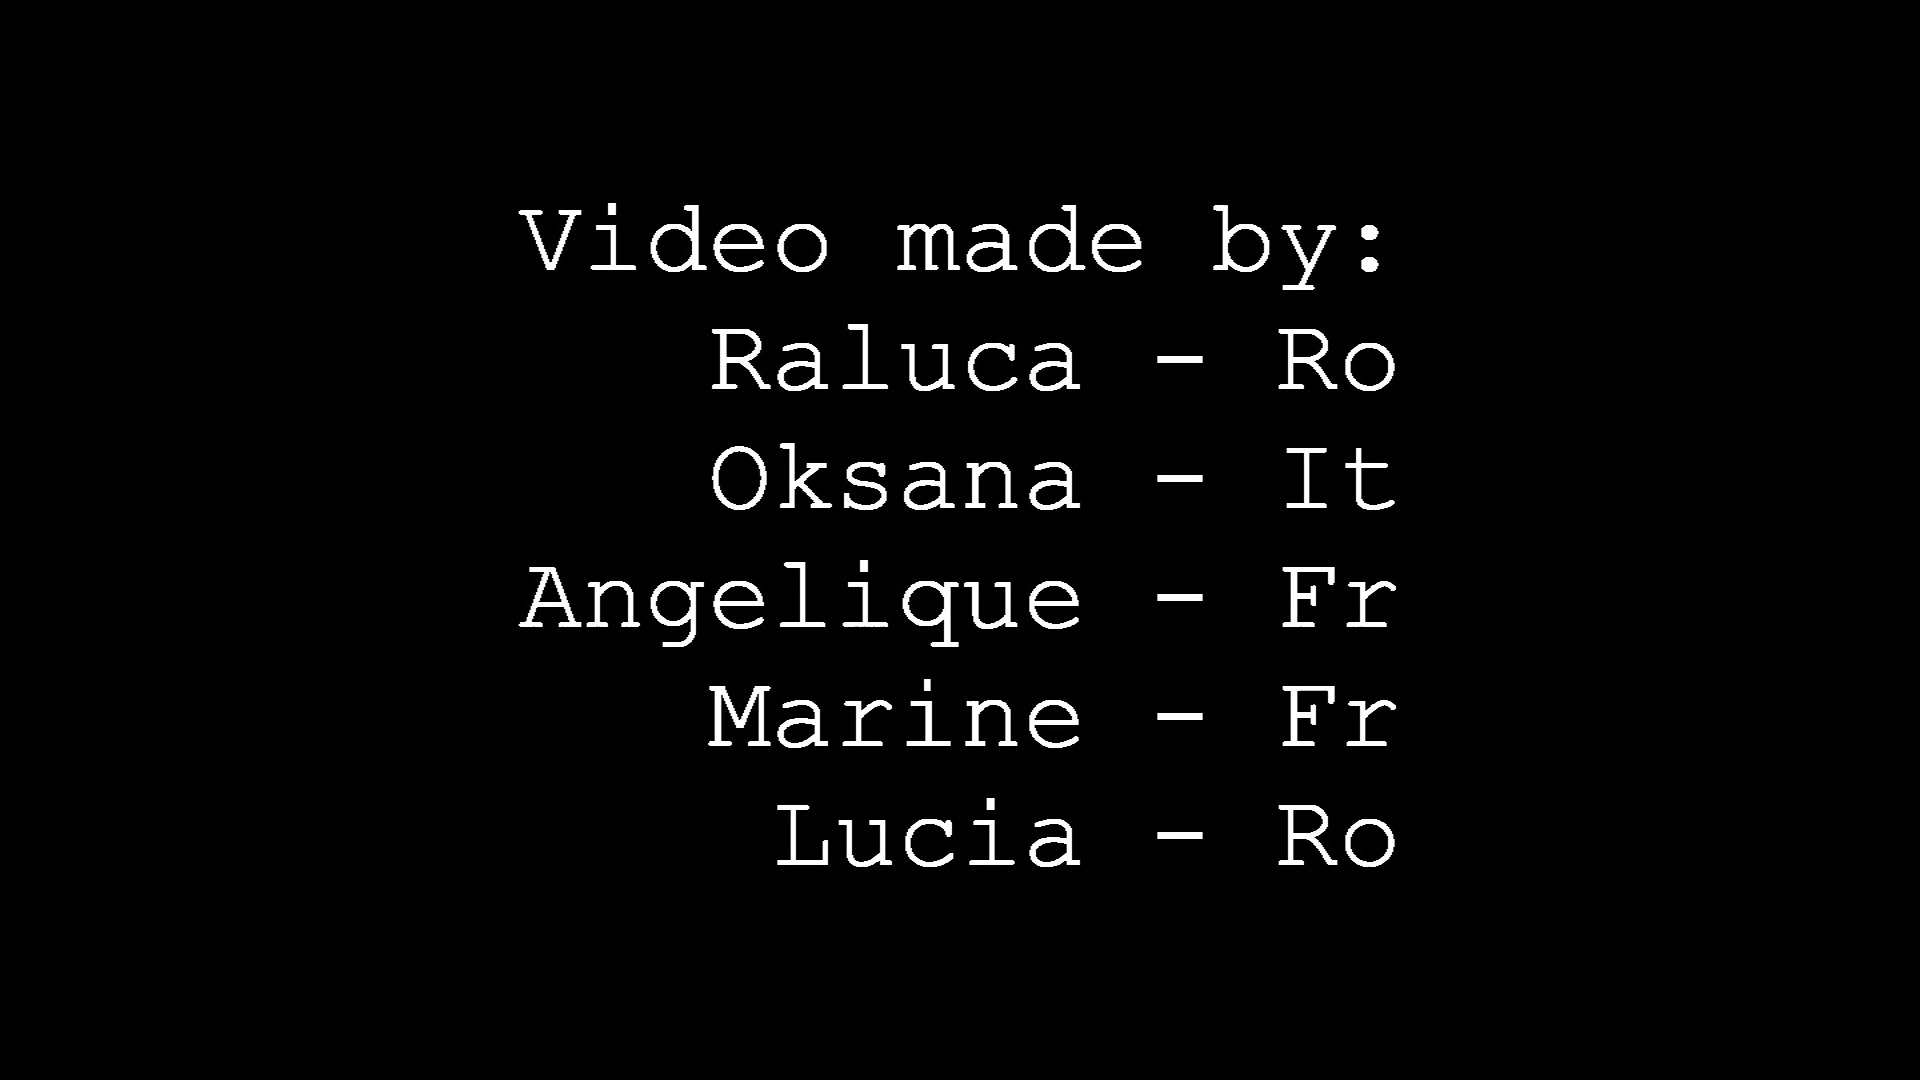 Video made by:
Raluca - Ro
Oksana - It
Angelique - Fr
Marine - Fr
Lucia - Ro